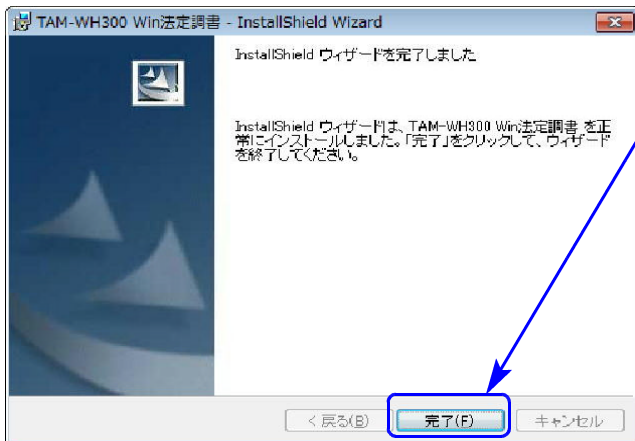 TAM-WH300 Win法定調書 - InstallShield Wizard
InstallShield ウィザードを完了しました
InstallShield ウィザードは、TAM-WH300 Win法定調書 を正
常にインストールしました。「完了」をクリックして、ウィザード
を終了してください。
< 戻る(B) 完了(F) キャンセル